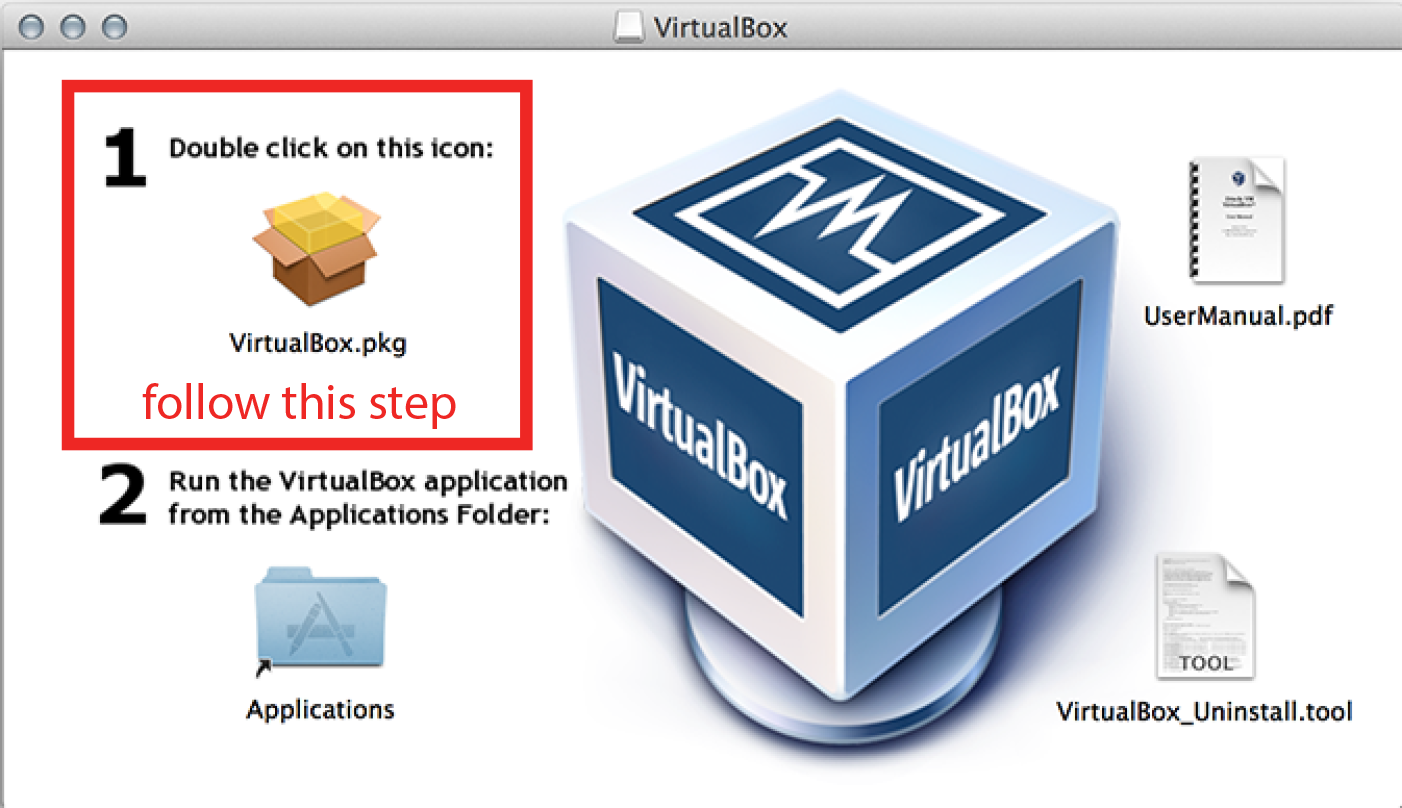 VirtualBox
1
Double click on this icon:
VirtualBox.pkg
follow this step
2
Run the VirtualBox application
from the Applications Folder:
Applications
VirtualBox
VirtualBox
UserManual.pdf
TOOL
VirtualBox_Uninstall.tool